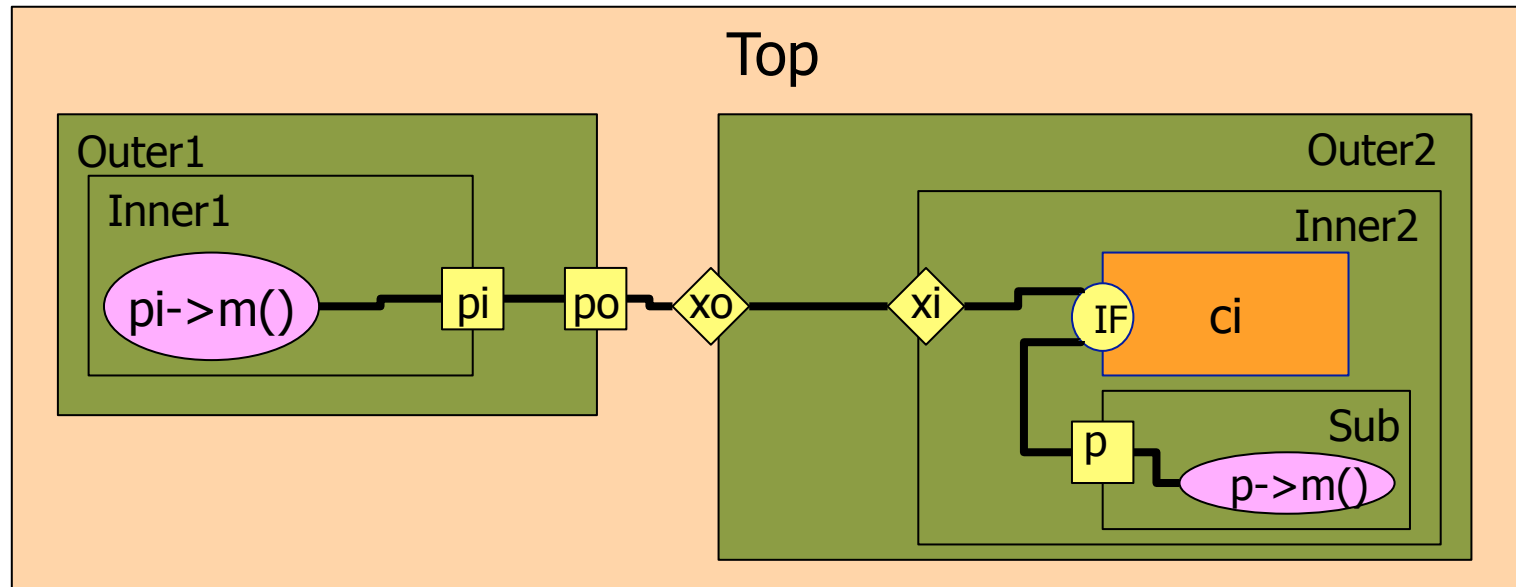 Top
Outer1
Inner1
pi->m()
pi
po
xo
Outer2
Inner2
xi
IF
ci
Sub
p
p->m()